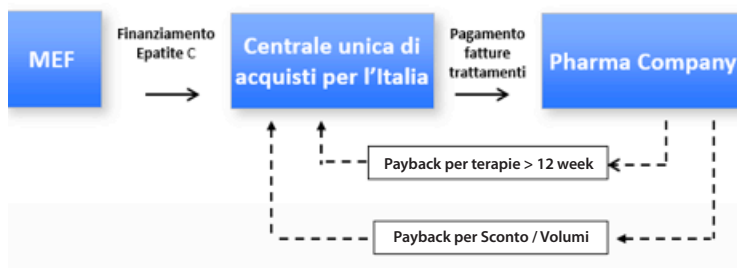 MEF
Finanziamento
Epatite C
Centrale unica di
acquisti per l'Italia
Pagamento
fatture
trattamenti
Pharma Company
Payback per terapie > 12 week
Payback per Sconto / Volumi